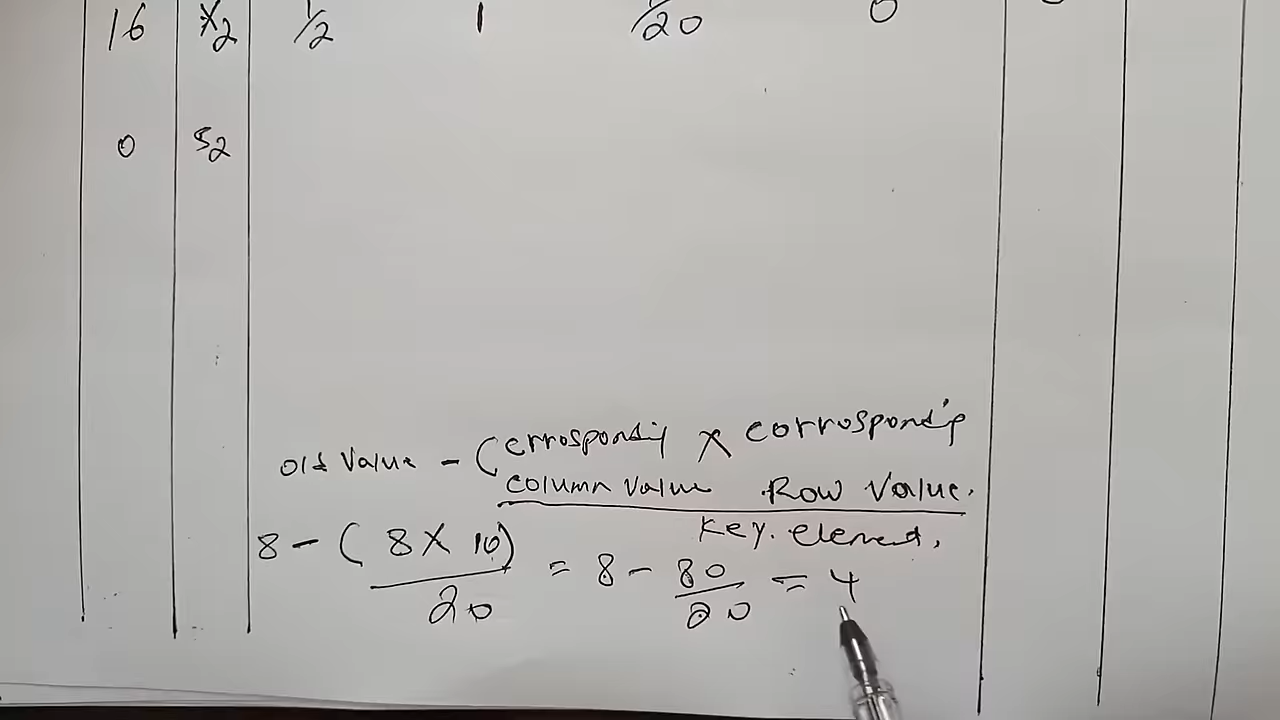 16 x2 1/2 1 1/20 0
0 S2
Old Value - (Corresponding X Corresponding
column value Row Value.
Key. element.
8 - (8 X 10)/20 = 8 - 80/20 = 4